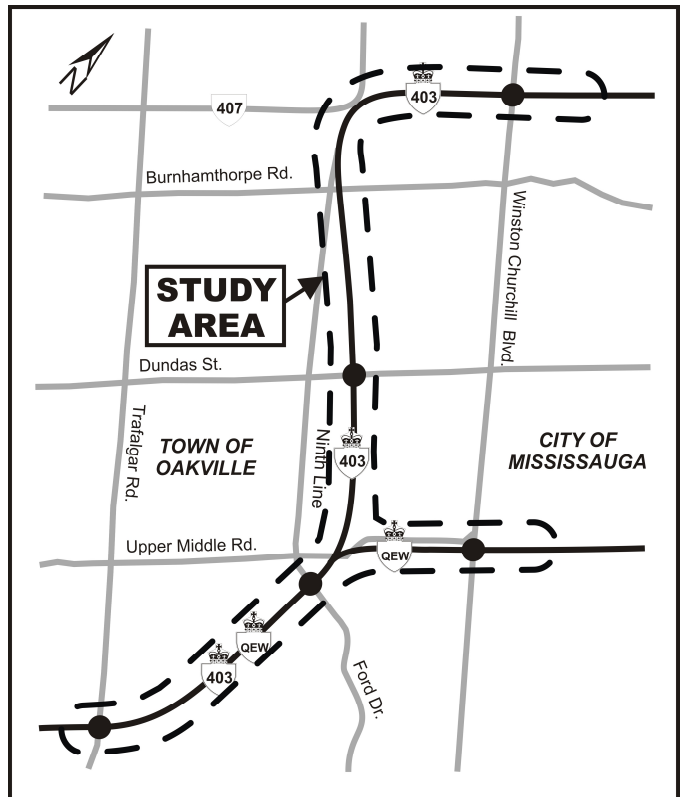 N
403
407
Burnhamthorpe Rd.
Winston Churchill Blvd.
STUDY
AREA
Dundas St.
Trafalgar Rd.
TOWN OF
OAKVILLE
Ninth Line
403
CITY OF
MISSISSAUGA
Upper Middle Rd.
QEW
QEW
403
Ford Dr.